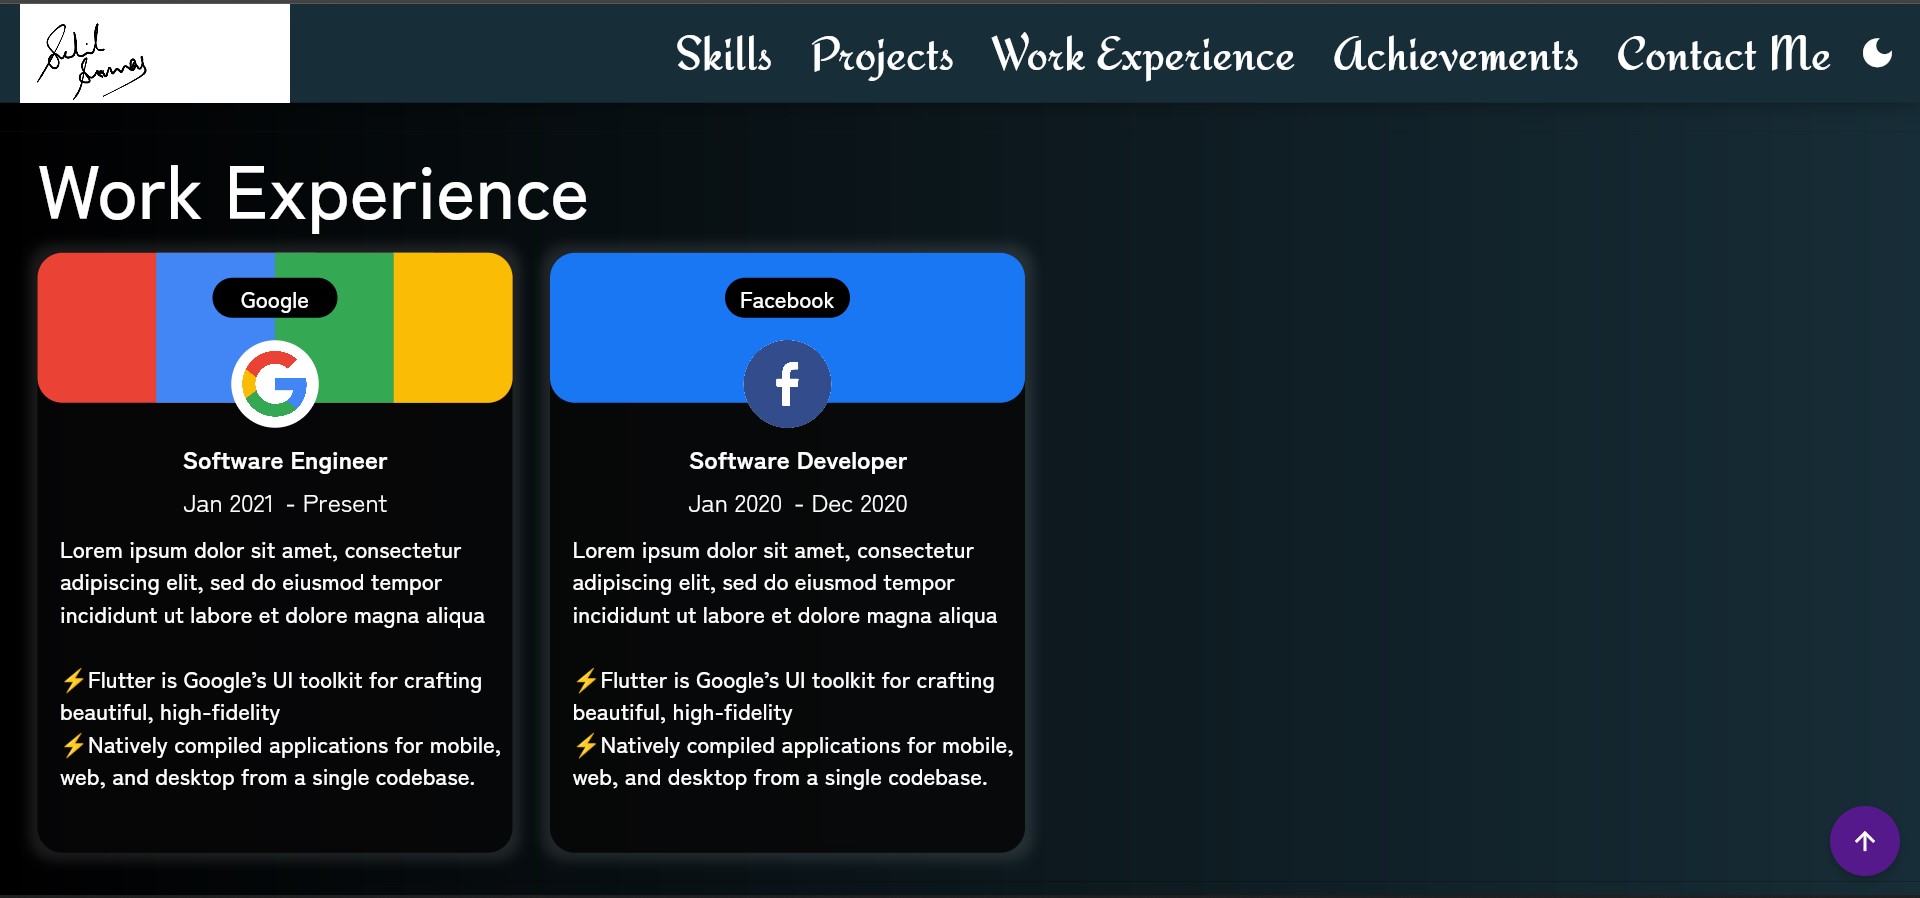 Skills Projects Work Experience Achievements Contact Me
Work Experience
Google
Software Engineer
Jan 2021 - Present
Lorem ipsum dolor sit amet, consectetur
adipiscing elit, sed do eiusmod tempor
incididunt ut labore et dolore magna aliqua
⚡Flutter is Google’s UI toolkit for crafting
beautiful, high-fidelity
⚡Natively compiled applications for mobile,
web, and desktop from a single codebase.
Facebook
Software Developer
Jan 2020 - Dec 2020
Lorem ipsum dolor sit amet, consectetur
adipiscing elit, sed do eiusmod tempor
incididunt ut labore et dolore magna aliqua
⚡Flutter is Google’s UI toolkit for crafting
beautiful, high-fidelity
⚡Natively compiled applications for mobile,
web, and desktop from a single codebase.